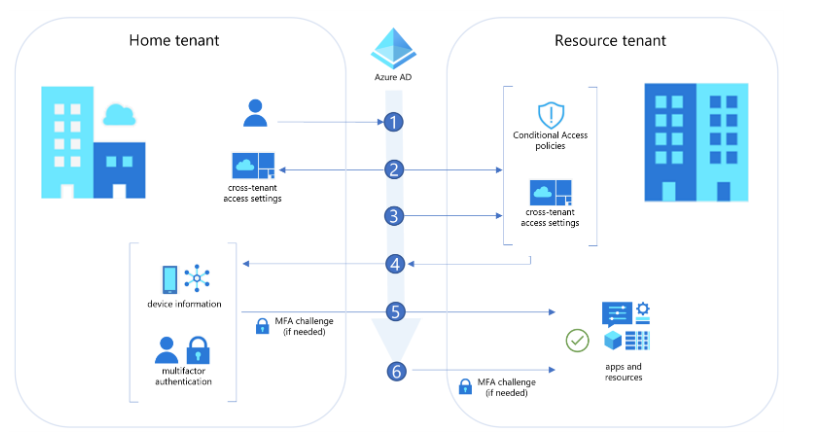 Home tenant
Resource tenant
Azure AD
1
Conditional Access
policies
2
cross-tenant
access settings
3
cross-tenant
access settings
4
device information
5
MFA challenge
(if needed)
multifactor
authentication
apps and
resources
6
MFA challenge
(if needed)